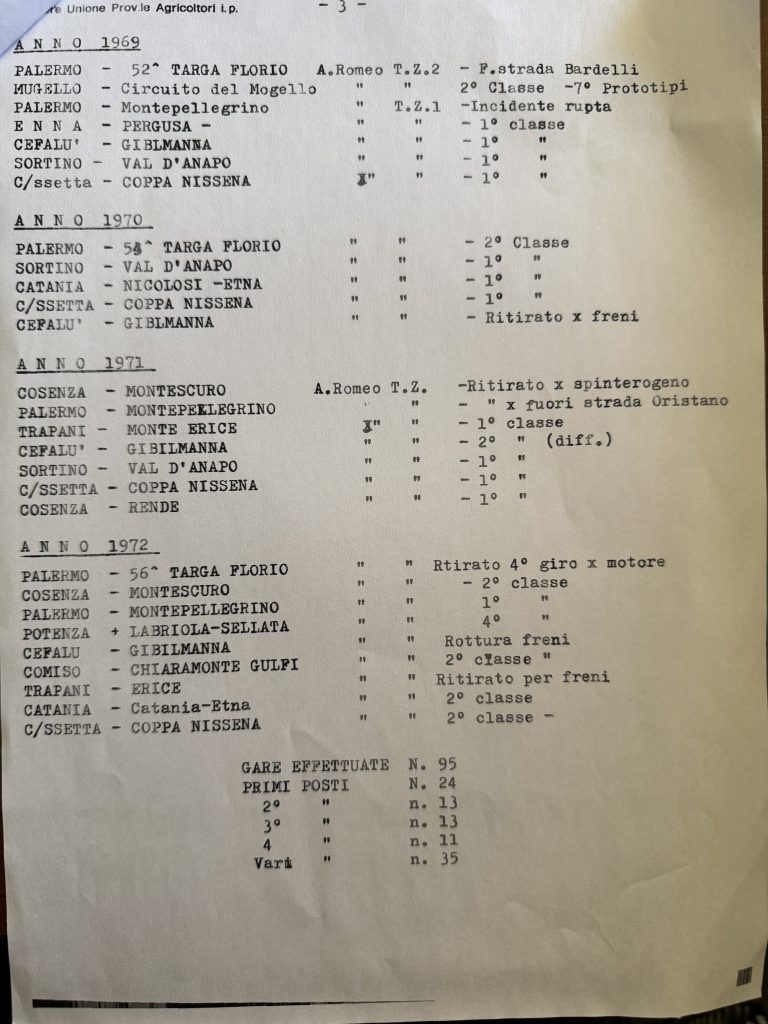 re Unione Prov.le Agricoltori i.p. - 3 -
A N N O 1969
PALERMO - 52^ TARGA FLORIO A.Romeo T.Z.2 - F.strada Bardelli
MUGELLO - Circuito del Mogello " " 2° Classe -7° Prototipi
PALERMO - Montepellegrino " T.Z.1 -Incidente rupta
E N N A - PERGUSA - " " - 1° classe
CEFALU' - GIBLMANNA " " - 1° "
SORTINO - VAL D'ANAPO " " - 1° "
C/ssetta - COPPA NISSENA " " - 1° "
A N N O 1970
PALERMO - 54^ TARGA FLORIO " " - 2° Classe
SORTINO - VAL D'ANAPO " " - 1° "
CATANIA - NICOLOSI -ETNA " " - 1° "
C/SSETTA - COPPA NISSENA " " - 1° "
CEFALU' - GIBLMANNA " " - Ritirato x freni
A N N O 1971
COSENZA - MONTESCURO A.Romeo T.Z. -Ritirato x spinterogeno
PALERMO - MONTEPELLEGRINO " " - " x fuori strada Oristano
TRAPANI - MONTE ERICE " " - 1° classe
CEFALU' - GIBILMANNA " " - 2° " (diff.)
SORTINO - VAL D'ANAPO " " - 1° "
C/SSETTA - COPPA NISSENA " " - 1° "
COSENZA - RENDE " " - 1° "
A N N O 1972
PALERMO - 56^ TARGA FLORIO " " Rtirato 4° giro x motore
COSENZA - MONTESCURO " " - 2° classe
PALERMO - MONTEPELLEGRINO " " 1° "
POTENZA + LABRIOLA-SELLATA " " 4° "
CEFALU - GIBILMANNA " " Rottura freni
COMISO - CHIARAMONTE GULFI " " 2° classe "
TRAPANI - ERICE " " Ritirato per freni
CATANIA - Catania-Etna " " 2° classe
C/SSETTA - COPPA NISSENA " " 2° classe -
GARE EFFETTUATE N. 95
PRIMI POSTI N. 24
2° " n. 13
3° " n. 13
4 " n. 11
Vari " n. 35